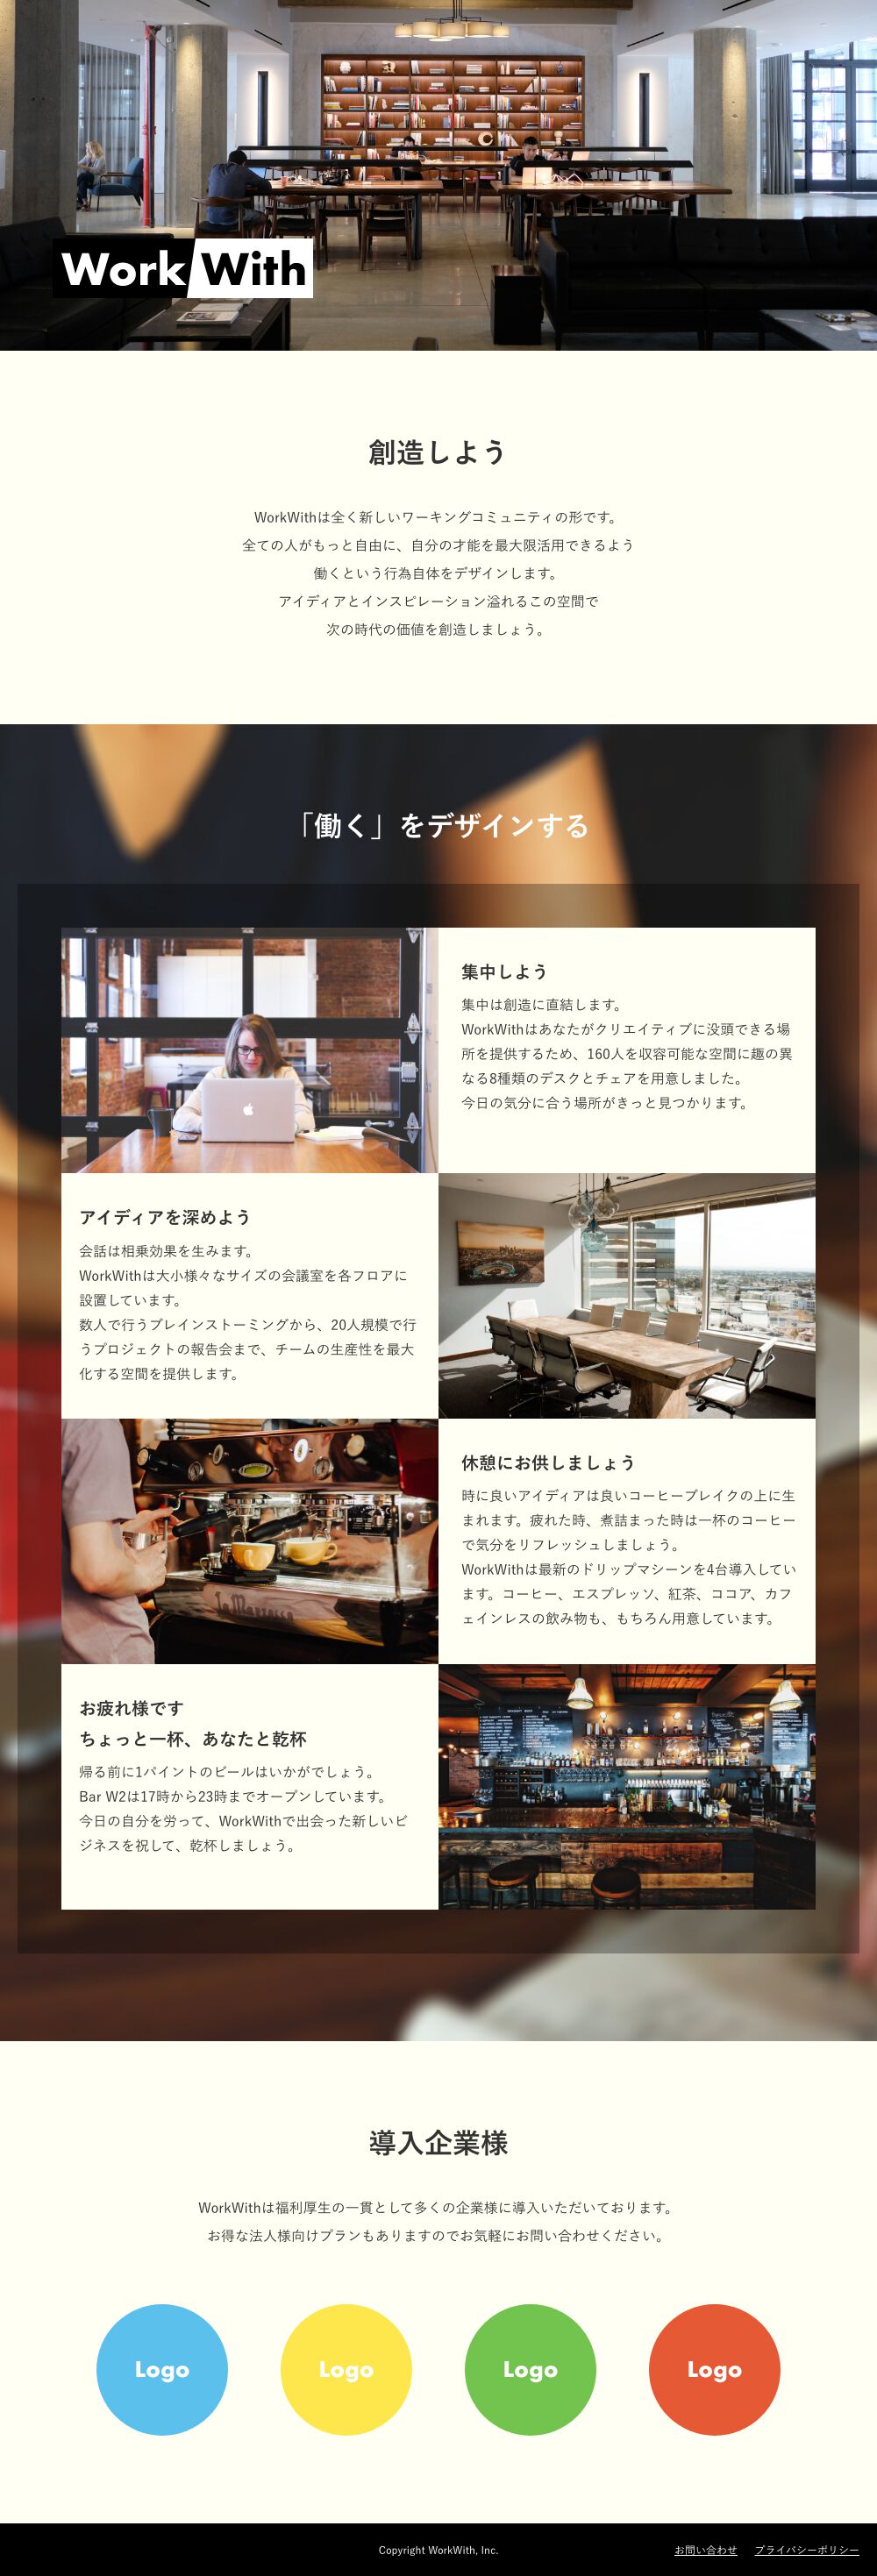 Work With
創造しよう
WorkWithは全く新しいワーキングコミュニティの形です。
全ての人がもっと自由に、自分の才能を最大限活用できるよう
働くという行為自体をデザインします。
アイディアとインスピレーション溢れるこの空間で
次の時代の価値を創造しましょう。
「働く」をデザインする
集中しよう
集中は創造に直結します。
WorkWithはあなたがクリエイティブに没頭できる場
所を提供するため、160人を収容可能な空間に趣の異
なる8種類のデスクとチェアを用意しました。
今日の気分に合う場所がきっと見つかります。
アイディアを深めよう
会話は相乗効果を生みます。
WorkWithは大小様々なサイズの会議室を各フロアに
設置しています。
数人で行うブレインストーミングから、20人規模で行
うプロジェクトの報告会まで、チームの生産性を最大
化する空間を提供します。
休憩にお供しましょう
時に良いアイディアは良いコーヒーブレイクの上に生
まれます。疲れた時、煮詰まった時は一杯のコーヒー
で気分をリフレッシュしましょう。
WorkWithは最新のドリップマシーンを4台導入してい
ます。コーヒー、エスプレッソ、紅茶、ココア、カフ
ェインレスの飲み物も、もちろん用意しています。
お疲れ様です
ちょっと一杯、あなたと乾杯
帰る前に1パイントのビールはいかがでしょう。
Bar W2は17時から23時までオープンしています。
今日の自分を労って、WorkWithで出会った新しいビ
ジネスを祝して、乾杯しましょう。
導入企業様
WorkWithは福利厚生の一貫として多くの企業様に導入いただいております。
お得な法人様向けプランもありますのでお気軽にお問い合わせください。
Logo
Logo
Logo
Logo
Copyright WorkWith, Inc.
お問い合わせ
プライバシーポリシー